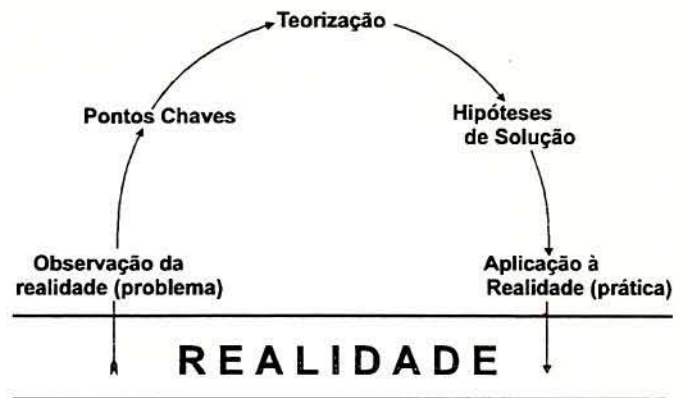 Teorização
Pontos Chaves
Hipóteses
de Solução
Observação da
realidade (problema)
Aplicação à
Realidade (prática)
REALIDADE